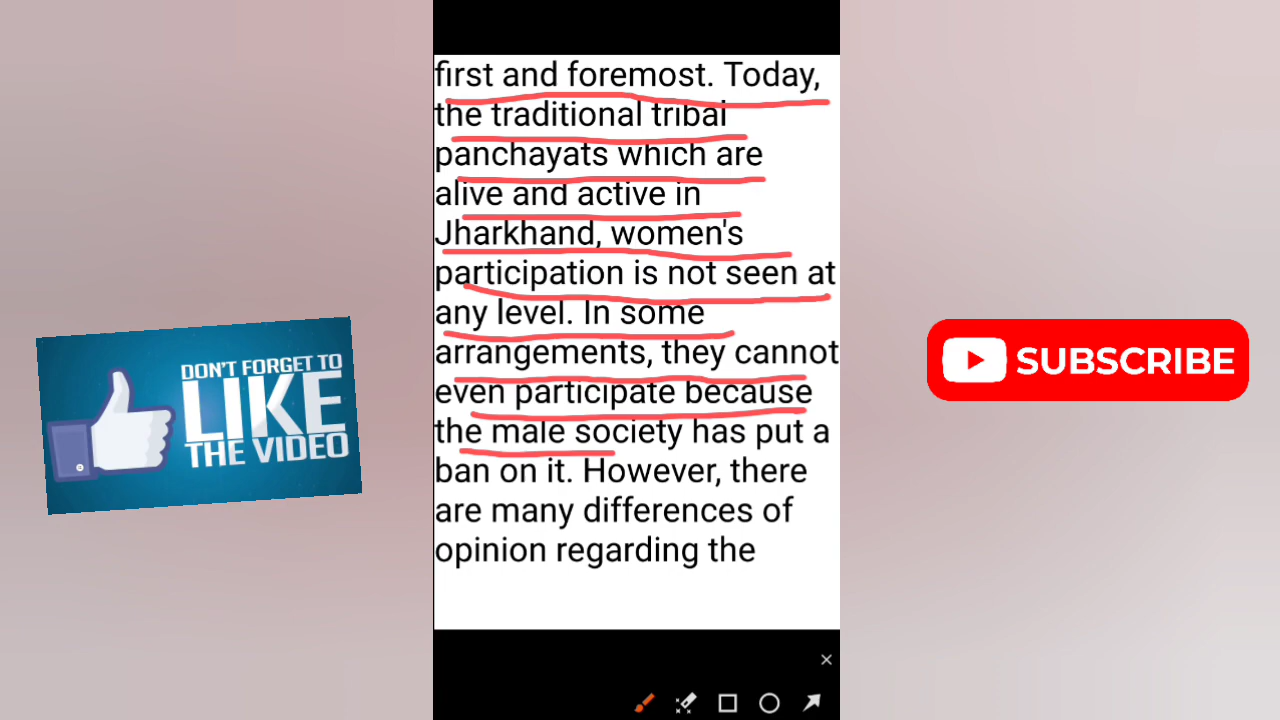 first and foremost. Today,
the traditional tribal
panchayats which are
alive and active in
Jharkhand, women's
participation is not seen at
any level. In some
arrangements, they cannot
even participate because
the male society has put a
ban on it. However, there
are many differences of
opinion regarding the
DON'T FORGET TO
LIKE
THE VIDEO
SUBSCRIBE